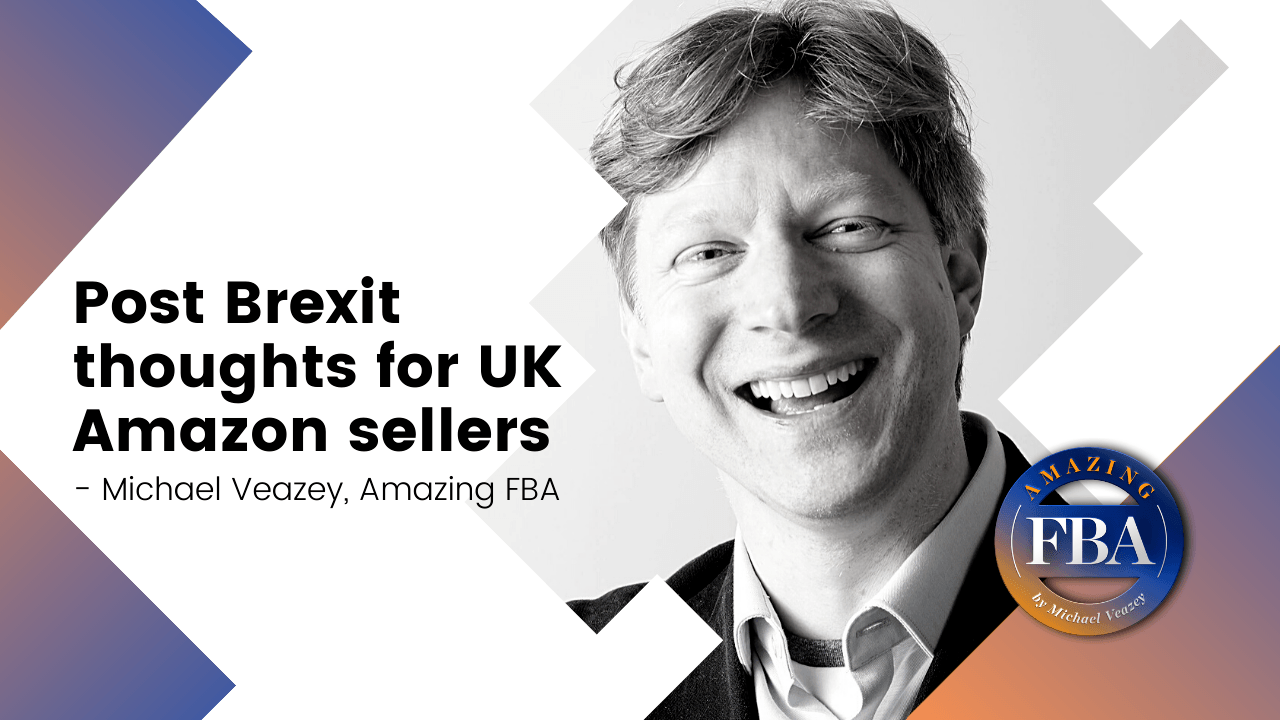 Post Brexit
thoughts for UK
Amazon sellers
- Michael Veazey, Amazing FBA
AMAZING
FBA
by Michael Veazey